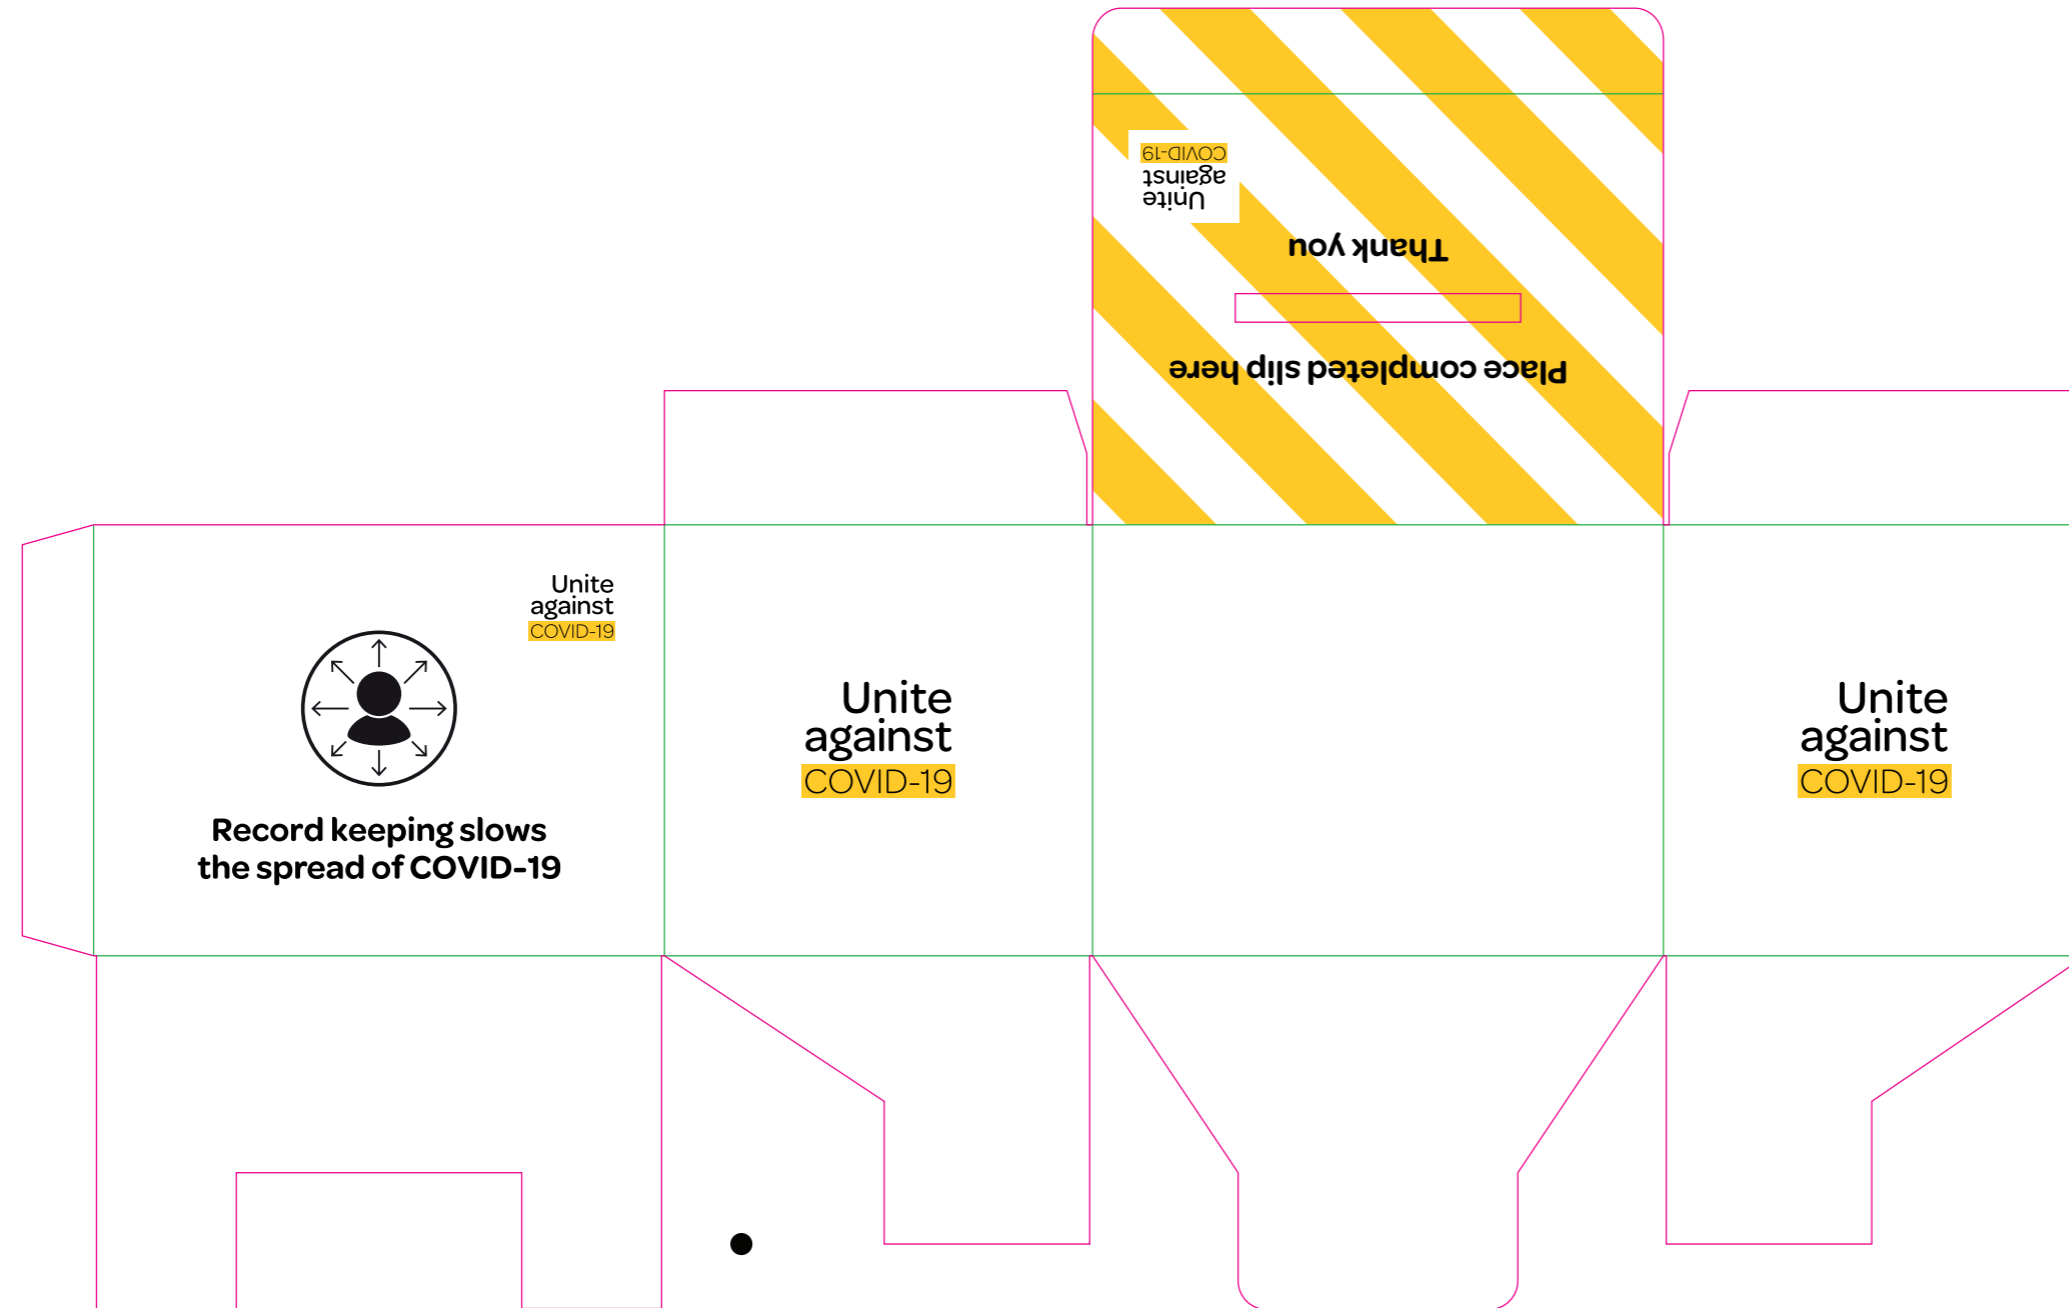 Place completed slip here
Thank you
Unite
against
COVID-19
Unite
against
COVID-19
Record keeping slows
the spread of COVID-19
Unite
against
COVID-19
Unite
against
COVID-19